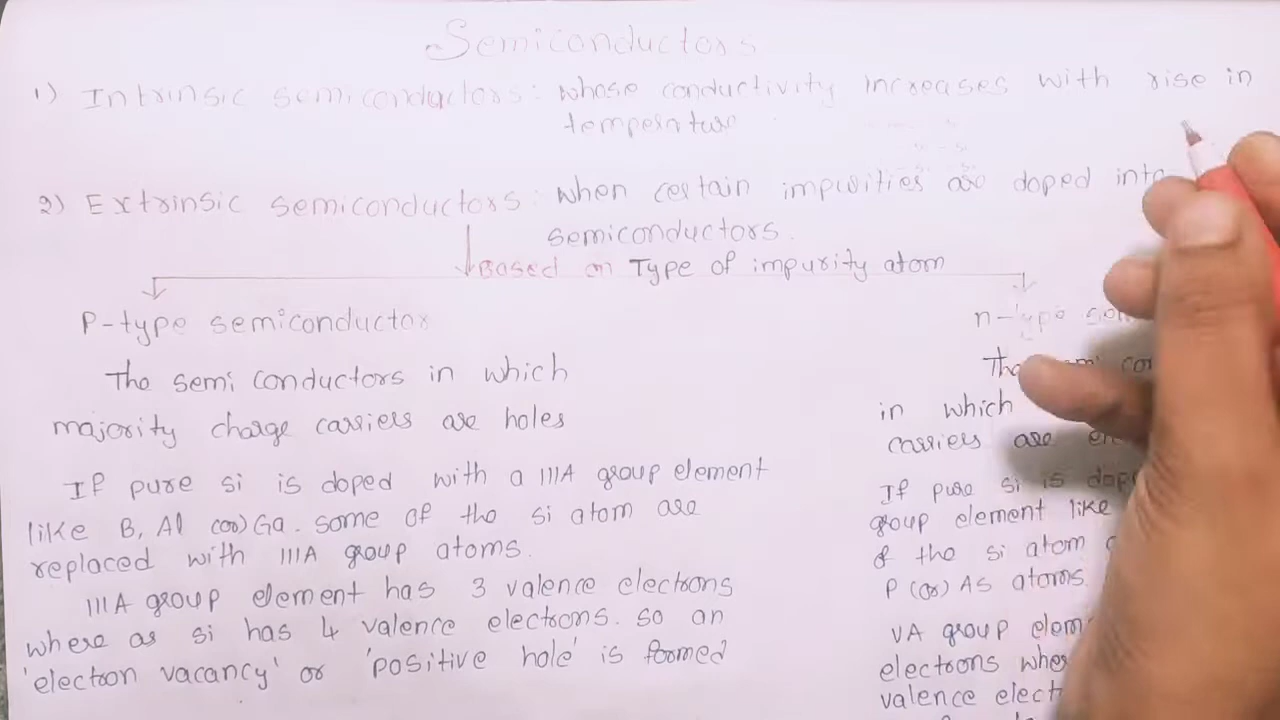 Semiconductors
1) Intrinsic semiconductors: whose conductivity increases with rise in
temperature
2) Extrinsic semiconductors: when certain impurities are doped into
semiconductors.
Based on Type of impurity atom
P-type semiconductor
The semi conductors in which
majority charge carriers are holes
If pure si is doped with a IIIA group element
like B, Al (or) Ga. some of the si atom are
replaced with IIIA group atoms.
IIIA group element has 3 valence electrons
where as si has 4 valence electrons. so an
'electron vacancy' or 'positive hole' is formed
n-type
in which
carriers are
If pure si is
group element like
of the si atom
P (or) As atoms.
VA group
electrons
valence